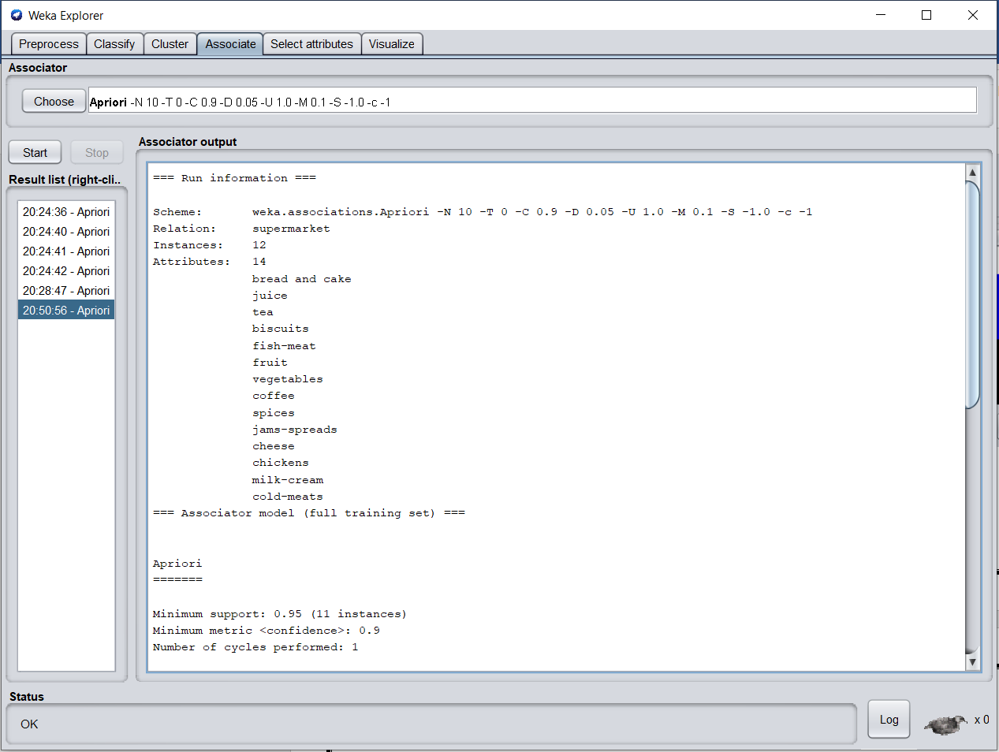 Weka Explorer
Preprocess Classify Cluster Associate Select attributes Visualize
Associator
Choose Apriori -N 10 -T 0 -C 0.9 -D 0.05 -U 1.0 -M 0.1 -S -1.0 -c -1
Start Stop
Result list (right-cli..
20:24:36 - Apriori
20:24:40 - Apriori
20:24:41 - Apriori
20:24:42 - Apriori
20:28:47 - Apriori
20:50:56 - Apriori
Associator output
=== Run information ===
Scheme: weka.associations.Apriori -N 10 -T 0 -C 0.9 -D 0.05 -U 1.0 -M 0.1 -S -1.0 -c -1
Relation: supermarket
Instances: 12
Attributes: 14
bread and cake
juice
tea
biscuits
fish-meat
fruit
vegetables
coffee
spices
jams-spreads
cheese
chickens
milk-cream
cold-meats
=== Associator model (full training set) ===
Apriori
=======
Minimum support: 0.95 (11 instances)
Minimum metric <confidence>: 0.9
Number of cycles performed: 1
Status
OK
Log
x 0